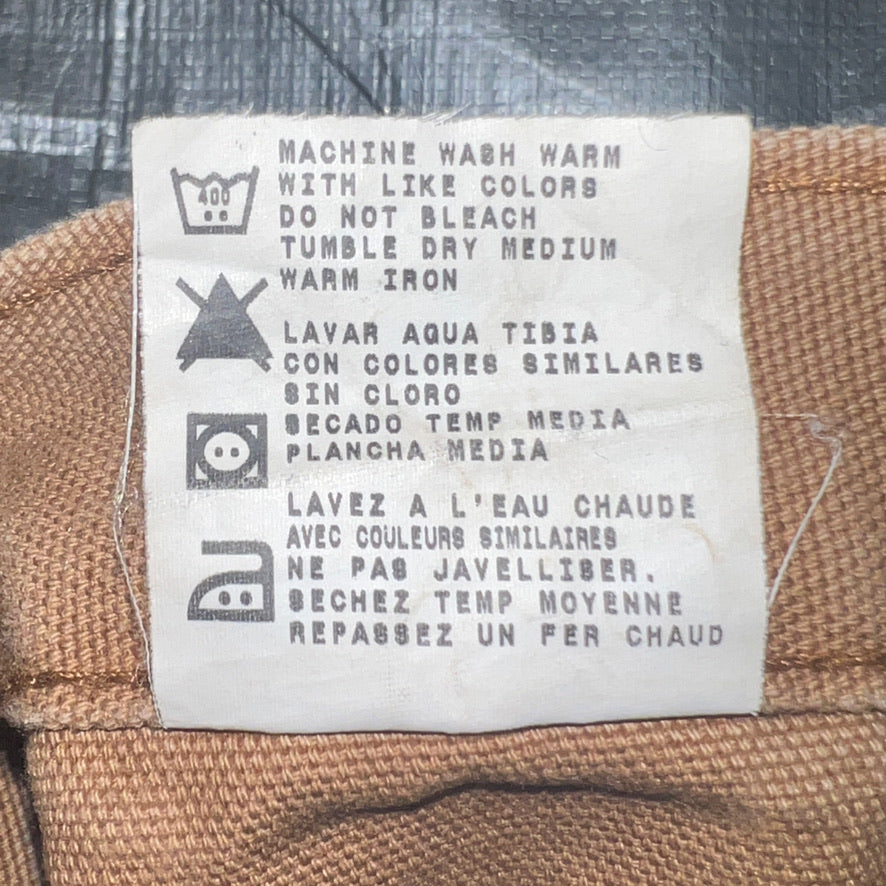 MACHINE WASH WARM
WITH LIKE COLORS
DO NOT BLEACH
TUMBLE DRY MEDIUM
WARM IRON
LAVAR AQUA TIBIA
CON COLORES SIMILARES
SIN CLORO
SECADO TEMP MEDIA
PLANCHA MEDIA
LAVEZ A L'EAU CHAUDE
AVEC COULEURS SIMILAIRES
NE PAS JAVELLISER.
SECHEZ TEMP MOYENNE
REPASSEZ UN FER CHAUD